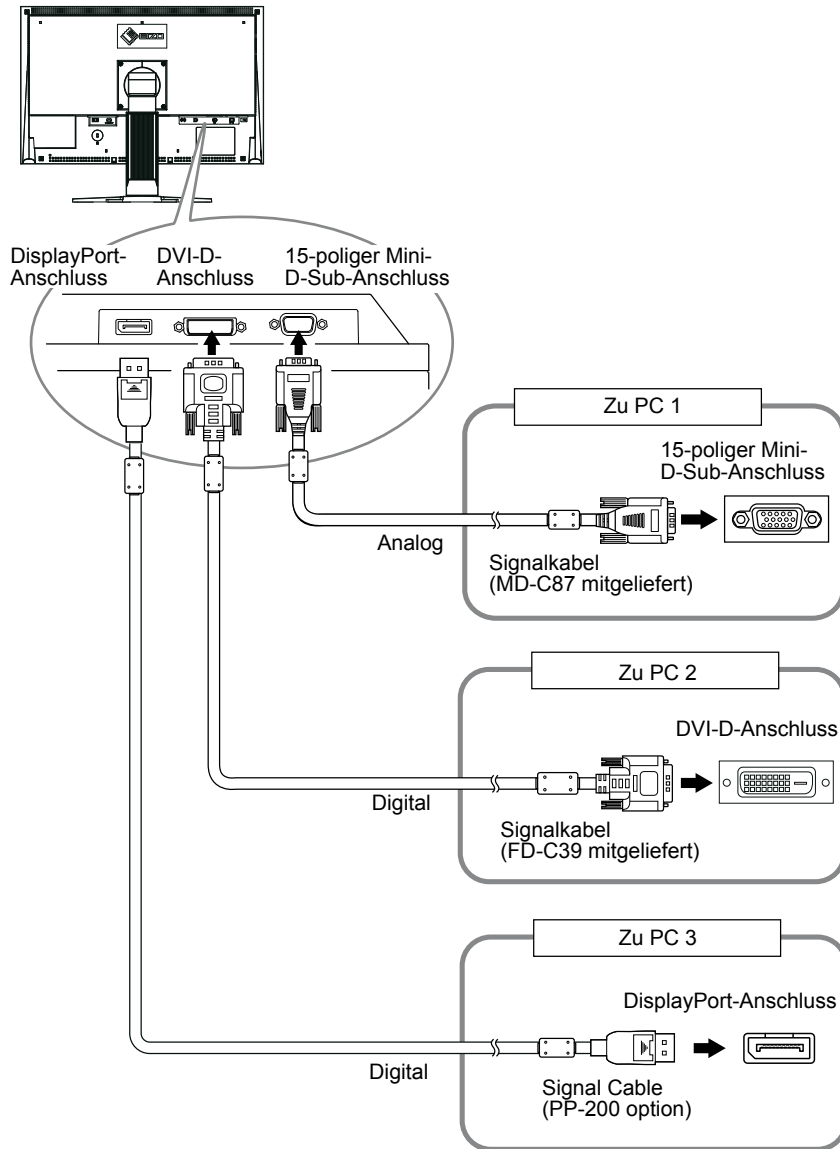 EIZO
DisplayPort-
Anschluss
DVI-D-
Anschluss
15-poliger Mini-
D-Sub-Anschluss
Zu PC 1
15-poliger Mini-
D-Sub-Anschluss
Analog
Signalkabel
(MD-C87 mitgeliefert)
Zu PC 2
DVI-D-Anschluss
Digital
Signalkabel
(FD-C39 mitgeliefert)
Zu PC 3
DisplayPort-Anschluss
Digital
Signal Cable
(PP-200 option)